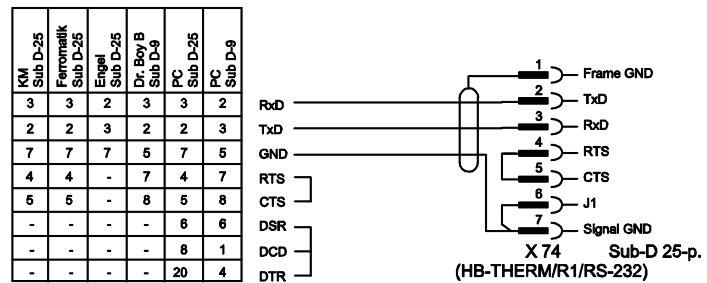 KM Sub D-25 Ferromatik Sub D-25 Engel Sub D-25 Dr. Boy B Sub D-9 PC Sub D-25 PC Sub D-9
3 3 2 3 3 2 RxD
2 2 3 2 2 3 TxD
7 7 7 5 7 5 GND
4 4 - 7 4 7 RTS
5 5 - 8 5 8 CTS
- - - - 6 6 DSR
- - - - 8 1 DCD
- - - - 20 4 DTR
1 Frame GND
2 TxD
3 RxD
4 RTS
5 CTS
6 J1
7 Signal GND
X 74 Sub-D 25-p.
(HB-THERM/R1/RS-232)